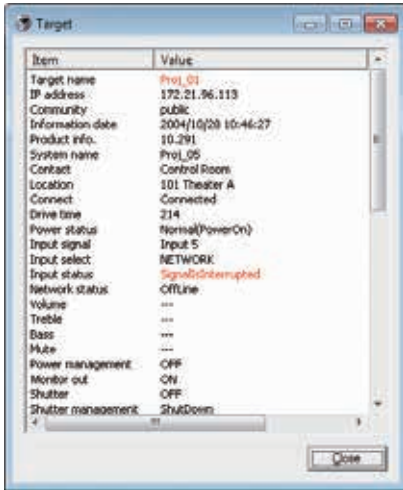 Target
Item Value
Target name Proj_01
IP address 172.21.96.113
Community public
Information date 2004/10/28 10:46:27
Product info. 10.291
System name Proj_05
Contact Control Room
Location 101 Theater A
Connect Connected
Drive time 214
Power status Normal(PowerOn)
Input signal Input 5
Input select NETWORK
Input status SignalIsInterrupted
Network status OffLine
Volume ---
Treble ---
Bass ---
Mute ---
Power management OFF
Monitor out ON
Shutter OFF
Shutter management ShutDown
Close